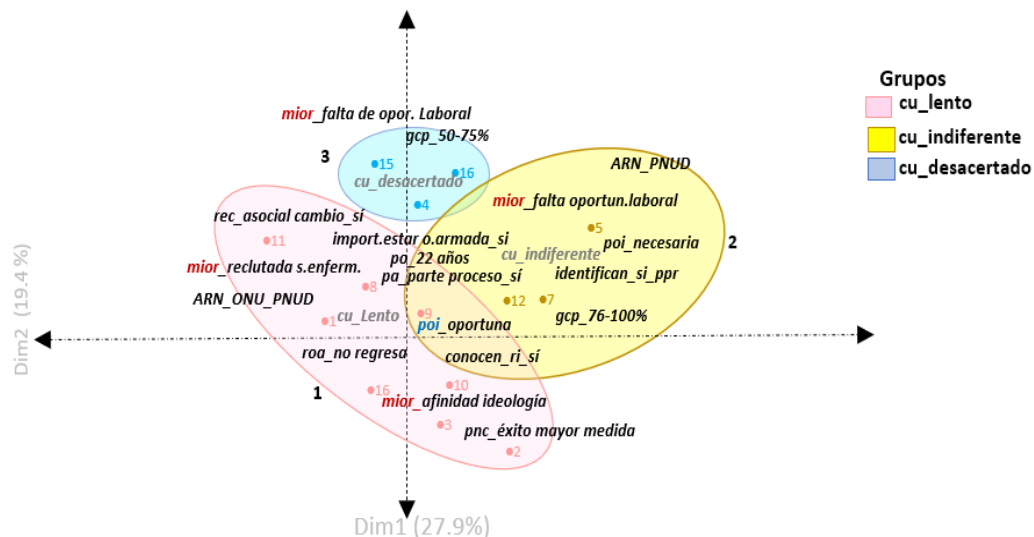 Grupos
cu_lento
cu_indiferente
cu_desacertado
mior_falta de opor. Laboral
gcp_50-75%
3
15
16
cu_desacertado
4
ARN_PNUD
mior_falta oportun.laboral
rec_asocial cambio_sí
5
2
import.estar o.armada_si
poi_necesaria
11
cu_indiferente
po_22 años
mior_reclutada s.enferm.
pa_parte proceso_sí
identifican_si_ppr
8
ARN_ONU_PNUD
12
7
cu_Lento
9
gcp_76-100%
1
poi_oportuna
roa_no regresa
conocen_ri_sí
1
16
10
mior_afinidad ideología
3
pnc_éxito mayor medida
2
Dim2 (19.4 %)
Dim1 (27.9%)